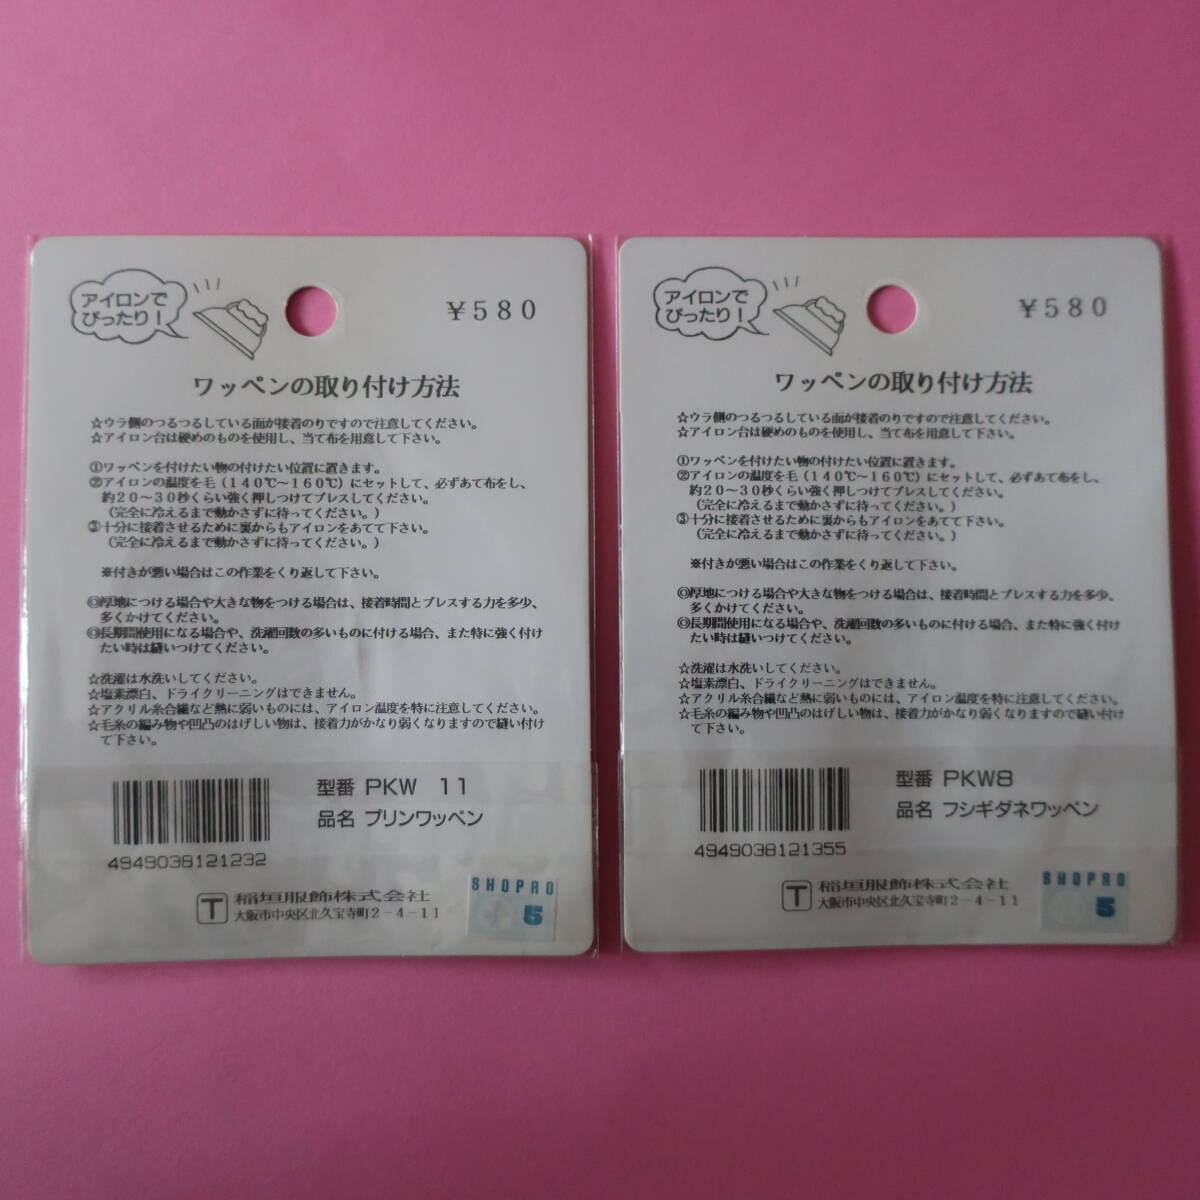 アイロンで
ぴったり！
￥580
ワッペンの取り付け方法
☆ウラ側のつるつるしている面が接着のりですので注意してください。
☆アイロン台は硬めのものを使用し、当て布を用意して下さい。
①ワッペンを付けたい物の付けたい位置に置きます。
②アイロンの温度を毛（140℃～160℃）にセットして、必ずあて布をし、
約20～30秒くらい強く押しつけてプレスしてください。
（完全に冷えるまで動かさずに待ってください。）
③十分に接着させるために裏からもアイロンをあてて下さい。
（完全に冷えるまで動かさずに待ってください。）
※付きが悪い場合はこの作業をくり返して下さい。
◎厚地につける場合や大きな物をつける場合は、接着時間とプレスする力を多少、
多くかけてください。
◎長期間使用になる場合や、洗濯回数の多いものに付ける場合、また特に強く付け
たい時は縫いつけてください。
☆洗濯は水洗いしてください。
☆塩素漂白、ドライクリーニングはできません。
☆アクリル糸合繊など熱に弱いものには、アイロン温度を特に注意してください。
☆毛糸の編み物や凹凸のはげしい物は、接着力がかなり弱くなりますので縫い付け
て下さい。
型番 PKW 11
品名 プリンワッペン
4949038121232
T 稲垣服飾株式会社
大阪市中央区北久宝寺町2－4－11
SHOPRO
5
アイロンで
ぴったり！
￥580
ワッペンの取り付け方法
☆ウラ側のつるつるしている面が接着のりですので注意してください。
☆アイロン台は硬めのものを使用し、当て布を用意して下さい。
①ワッペンを付けたい物の付けたい位置に置きます。
②アイロンの温度を毛（140℃～160℃）にセットして、必ずあて布をし、
約20～30秒くらい強く押しつけてプレスしてください。
（完全に冷えるまで動かさずに待ってください。）
③十分に接着させるために裏からもアイロンをあてて下さい。
（完全に冷えるまで動かさずに待ってください。）
※付きが悪い場合はこの作業をくり返して下さい。
◎厚地につける場合や大きな物をつける場合は、接着時間とプレスする力を多少、
多くかけてください。
◎長期間使用になる場合や、洗濯回数の多いものに付ける場合、また特に強く付け
たい時は縫いつけてください。
☆洗濯は水洗いしてください。
☆塩素漂白、ドライクリーニングはできません。
☆アクリル糸合繊など熱に弱いものには、アイロン温度を特に注意してください。
☆毛糸の編み物や凹凸のはげしい物は、接着力がかなり弱くなりますので縫い付け
て下さい。
型番 PKW8
品名 フシギダネワッペン
4949038121355
T 稲垣服飾株式会社
大阪市中央区北久宝寺町2－4－11
SHOPRO
5